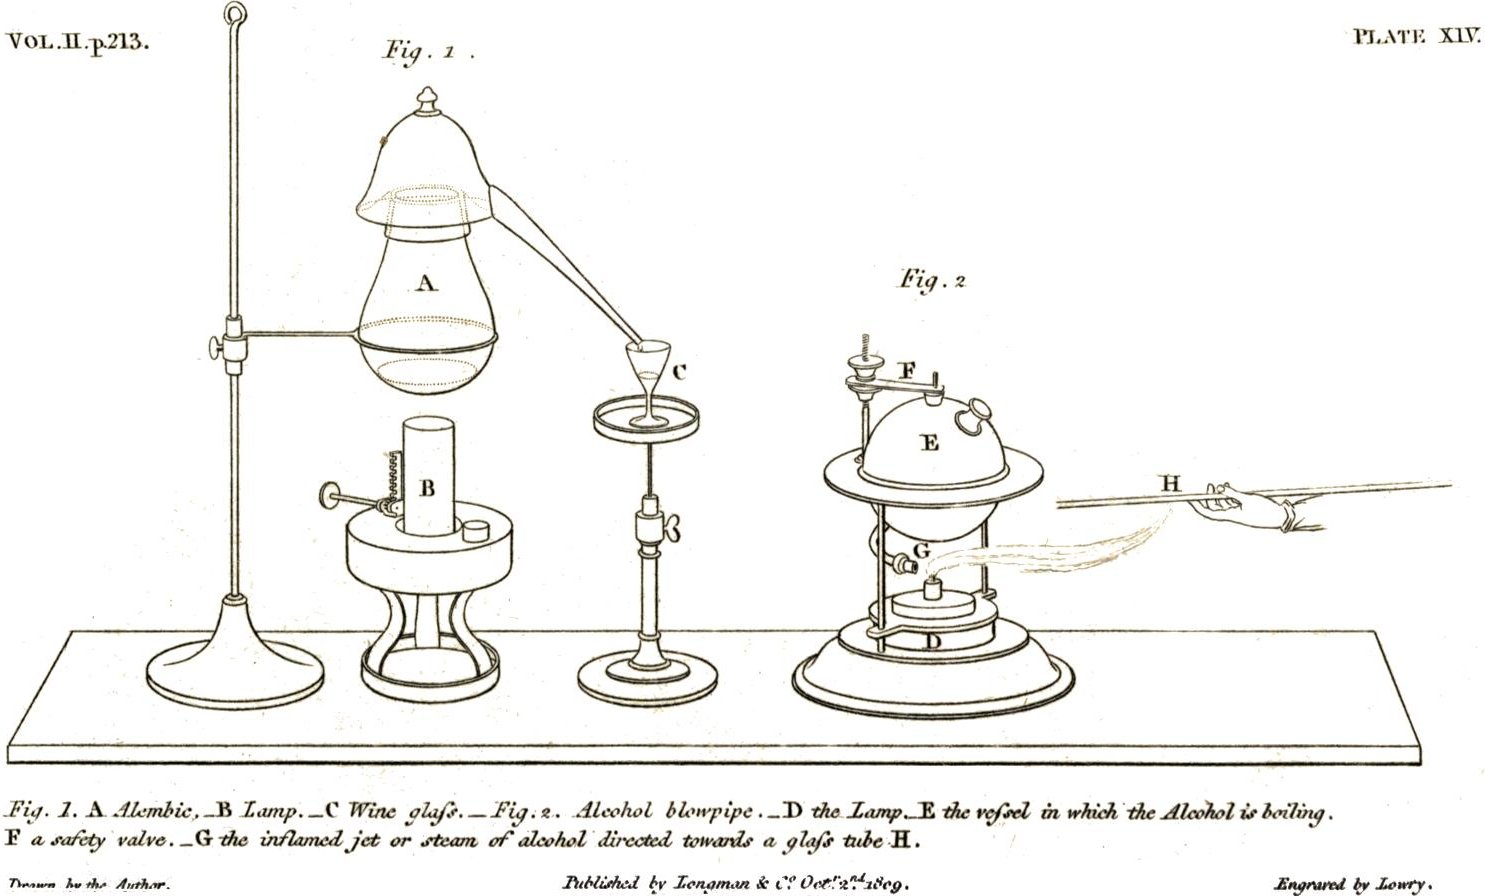 VOL. II. p. 213.
PLATE XIV.
Fig. 1.
A
B
C
Fig. 2
F
E
H
G
D
Fig. 1. A Alembic,_B Lamp._C Wine glaſs._Fig. 2. Alcohol blowpipe._D the Lamp._E the veſsel in which the Alcohol is boiling.
F a safety valve._G the inflamed jet or steam of alcohol directed towards a glaſs tube H.
Drawn by the Author.
Published by Longman & Co. Octr. 2nd. 1809.
Engraved by Lowry.